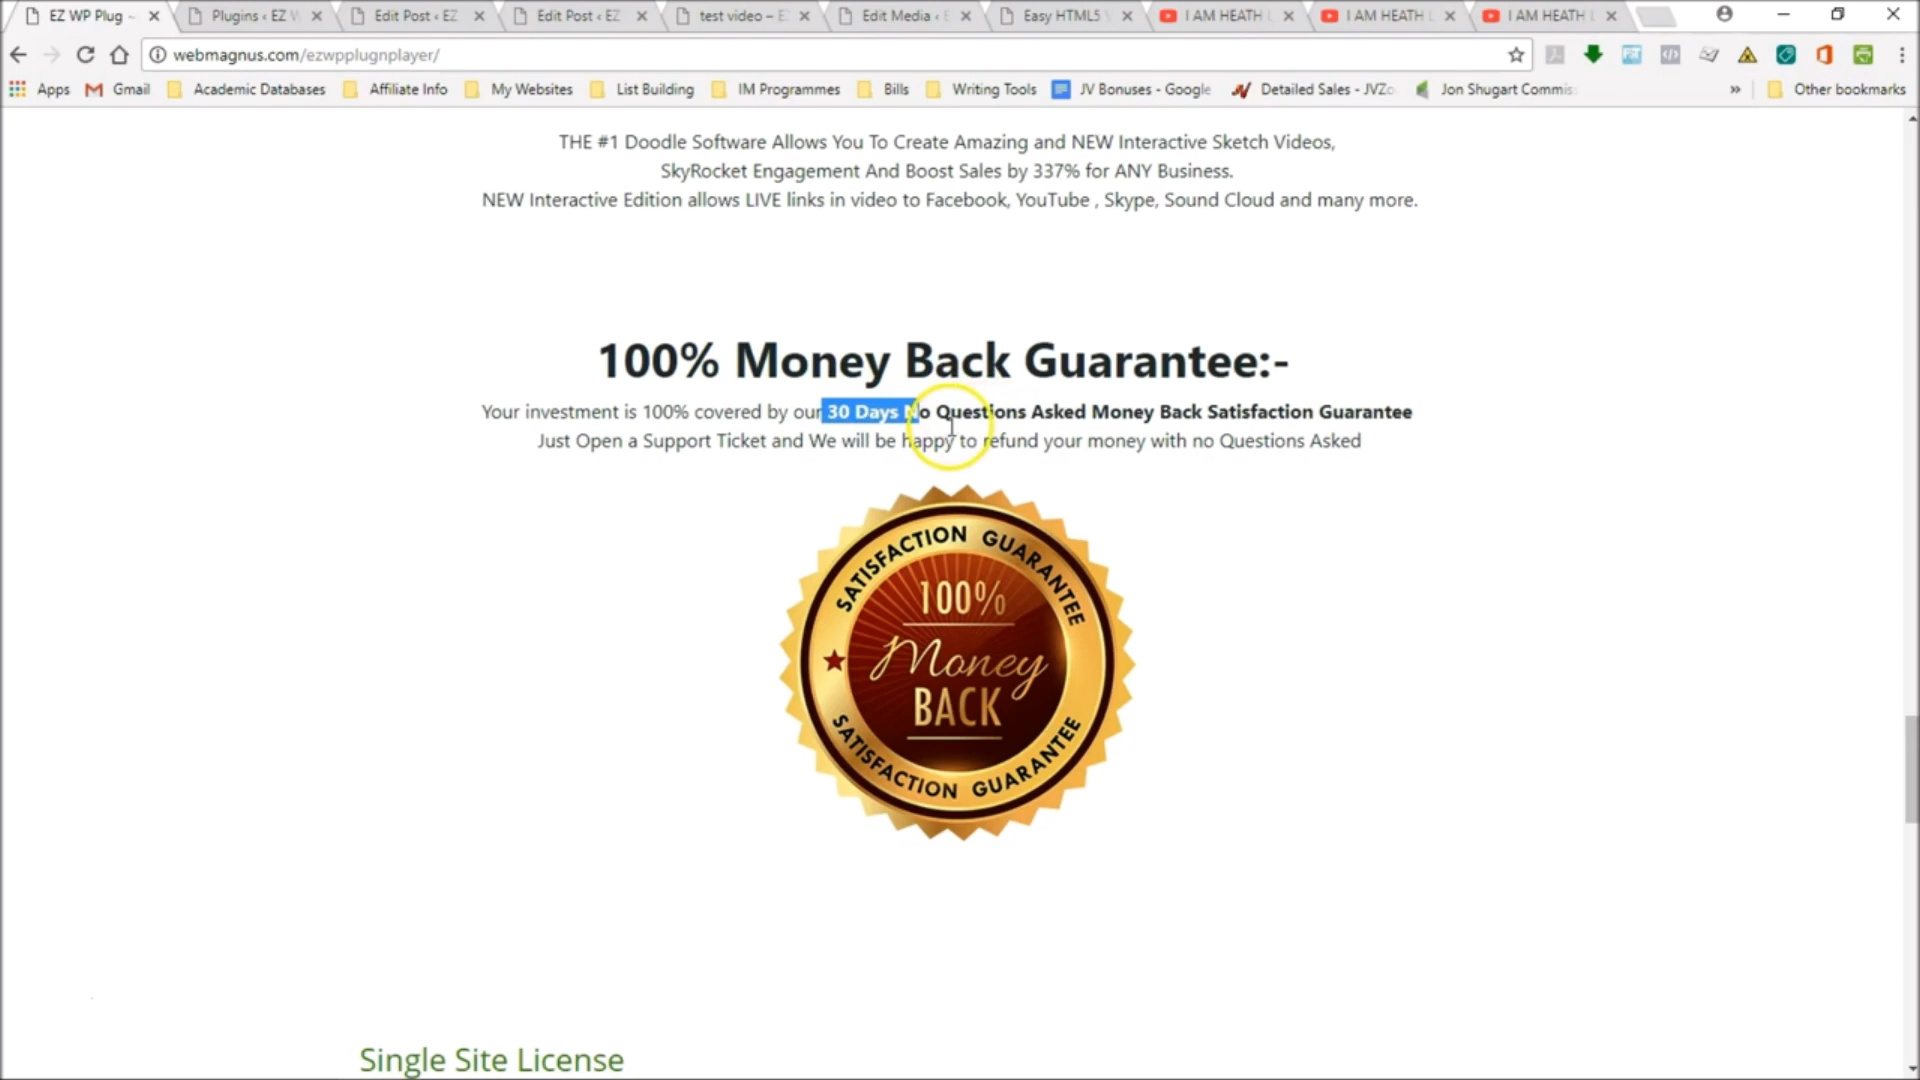 EZ WP Plug
Plugins ‹ EZ W
Edit Post ‹ EZ
Edit Post ‹ EZ
test video – E
Edit Media ‹ E
Easy HTML5
I AM HEATH
I AM HEATH
I AM HEATH
webmagnus.com/ezwpplugnplayer/
Apps
Gmail
Academic Databases
Affiliate Info
My Websites
List Building
IM Programmes
Bills
Writing Tools
JV Bonuses - Google
Detailed Sales - JVZo
Jon Shugart Commis
»
Other bookmarks
THE #1 Doodle Software Allows You To Create Amazing and NEW Interactive Sketch Videos,
SkyRocket Engagement And Boost Sales by 337% for ANY Business.
NEW Interactive Edition allows LIVE links in video to Facebook, YouTube , Skype, Sound Cloud and many more.
100% Money Back Guarantee:-
Your investment is 100% covered by our 30 Days No Questions Asked Money Back Satisfaction Guarantee
Just Open a Support Ticket and We will be happy to refund your money with no Questions Asked
SATISFACTION GUARANTEE
100%
Money
BACK
SATISFACTION GUARANTEE
Single Site License